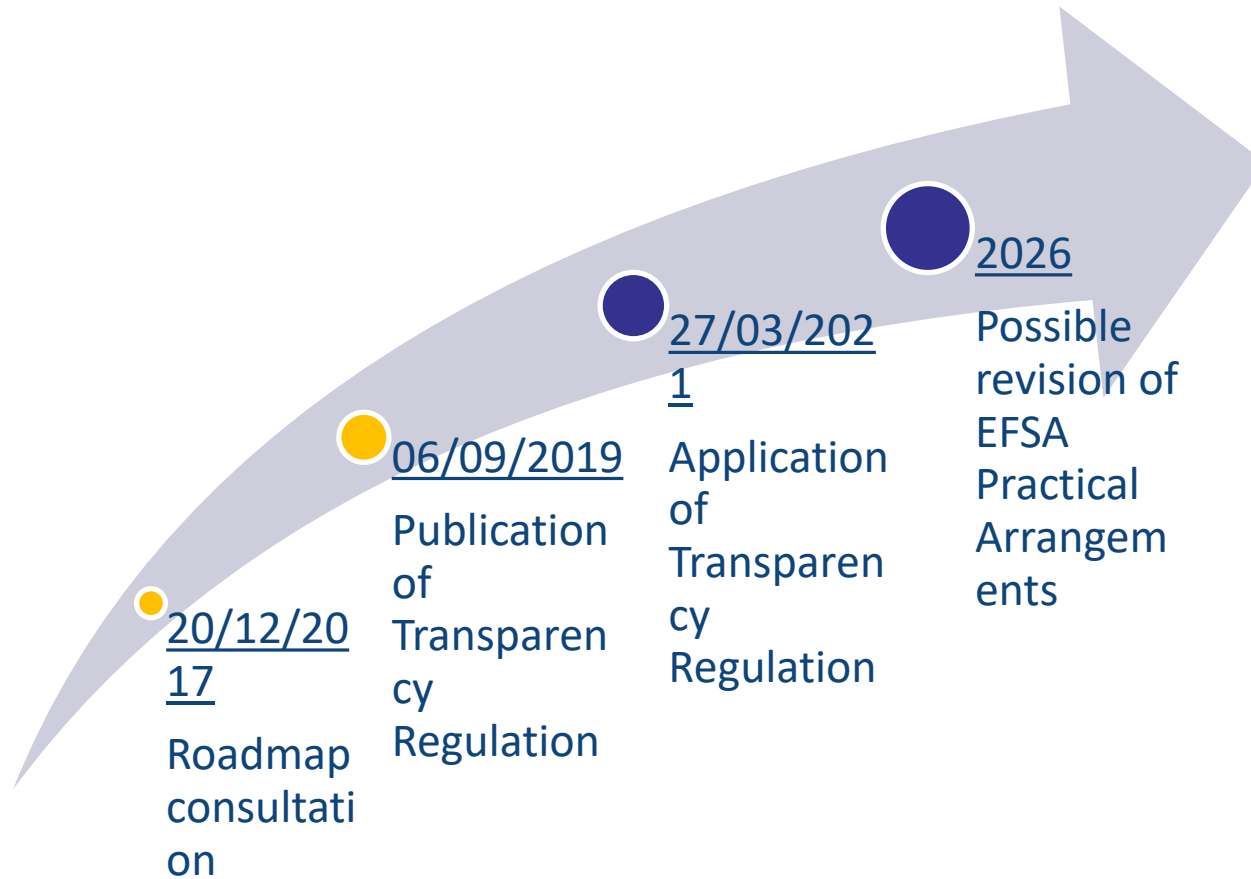 20/12/20
17
Roadmap
consultati
on
06/09/2019
Publication
of
Transparen
cy
Regulation
27/03/202
1
Application
of
Transparen
cy
Regulation
2026
Possible
revision of
EFSA
Practical
Arrangem
ents